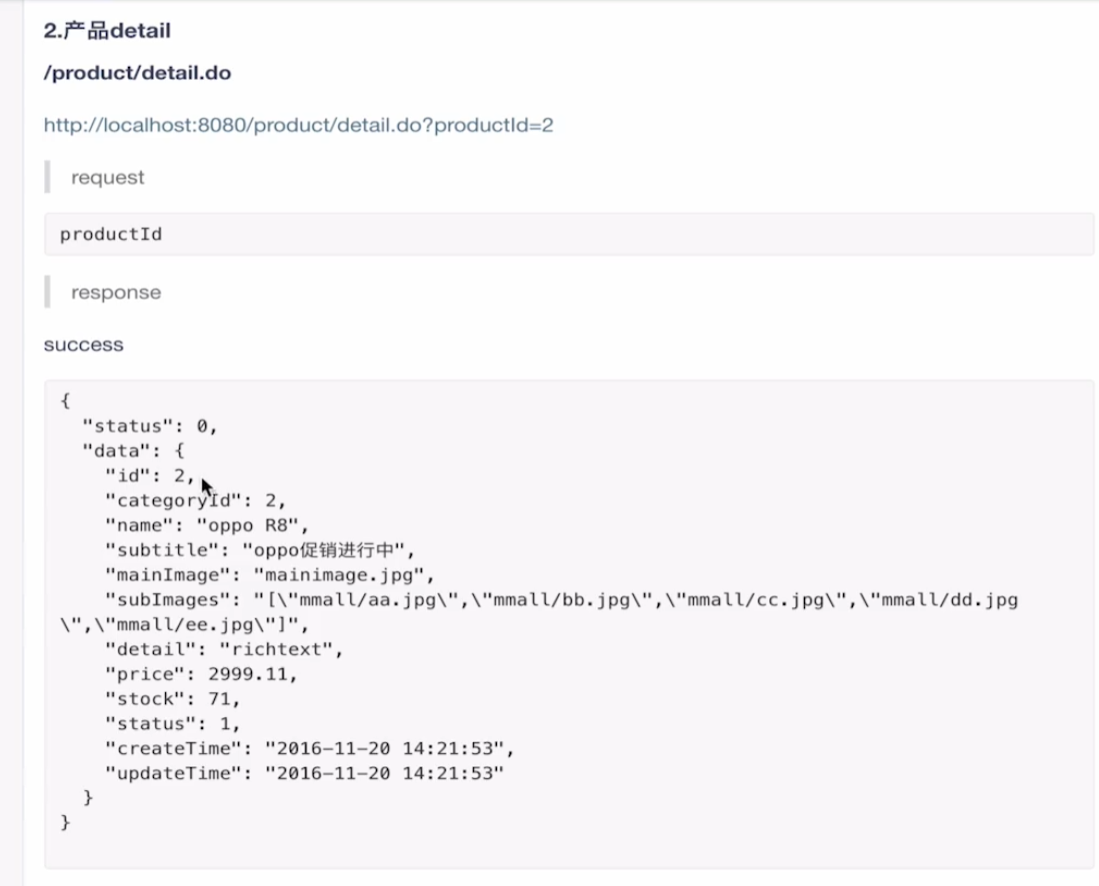 2.产品detail
/product/detail.do
http://localhost:8080/product/detail.do?productId=2
request
productId
response
success
{
  "status": 0,
  "data": {
    "id": 2,
    "categoryId": 2,
    "name": "oppo R8",
    "subtitle": "oppo促销进行中",
    "mainImage": "mainimage.jpg",
    "subImages": "[\"mmall/aa.jpg\",\"mmall/bb.jpg\",\"mmall/cc.jpg\",\"mmall/dd.jpg
\",\"mmall/ee.jpg\"]",
    "detail": "richtext",
    "price": 2999.11,
    "stock": 71,
    "status": 1,
    "createTime": "2016-11-20 14:21:53",
    "updateTime": "2016-11-20 14:21:53"
  }
}